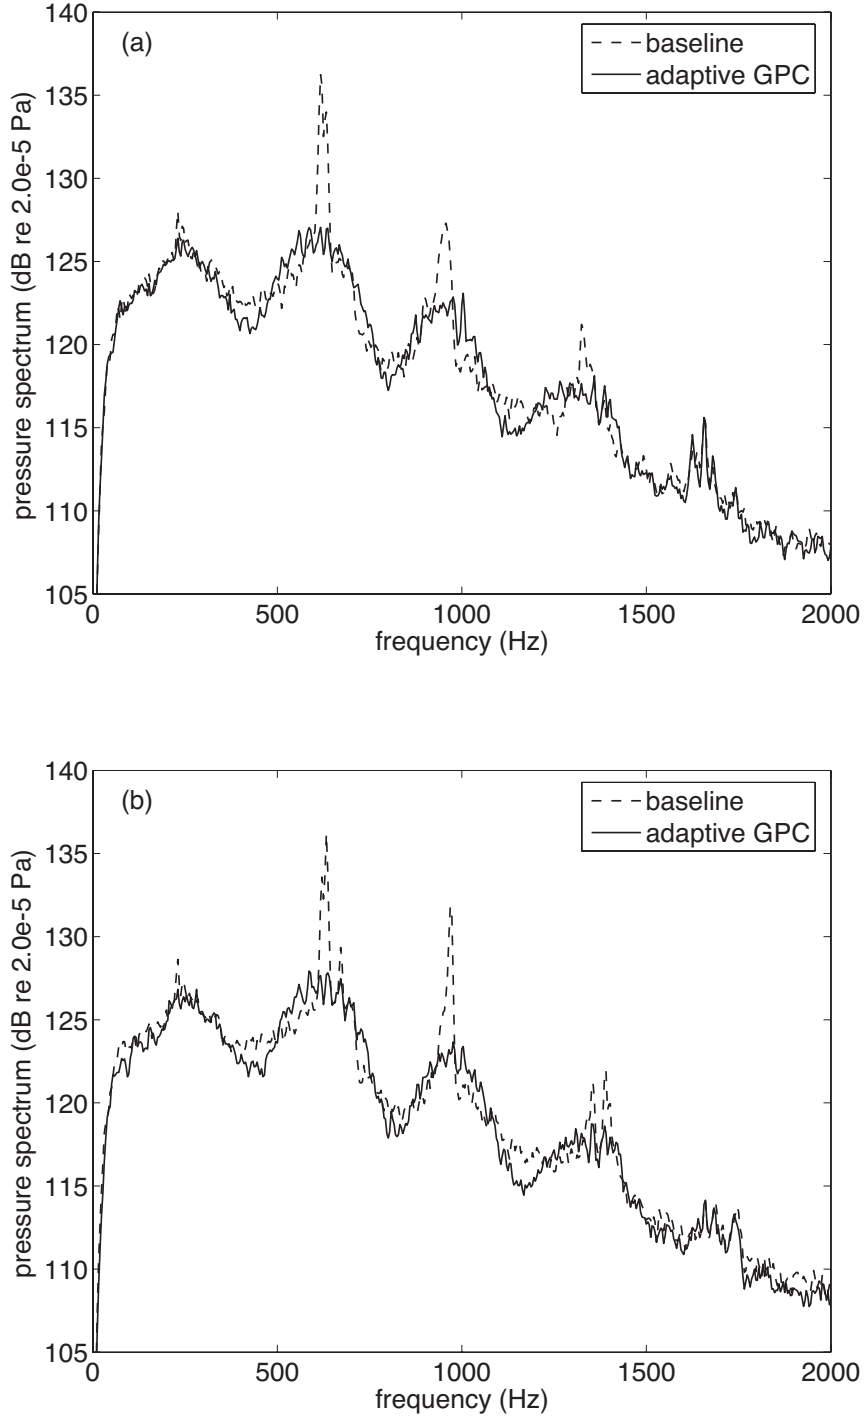 140
(a)
baseline
adaptive GPC
135
130
125
120
115
110
105
pressure spectrum (dB re 2.0e-5 Pa)
0 500 1000 1500 2000
frequency (Hz)
140
(b)
baseline
adaptive GPC
135
130
125
120
115
110
105
pressure spectrum (dB re 2.0e-5 Pa)
0 500 1000 1500 2000
frequency (Hz)